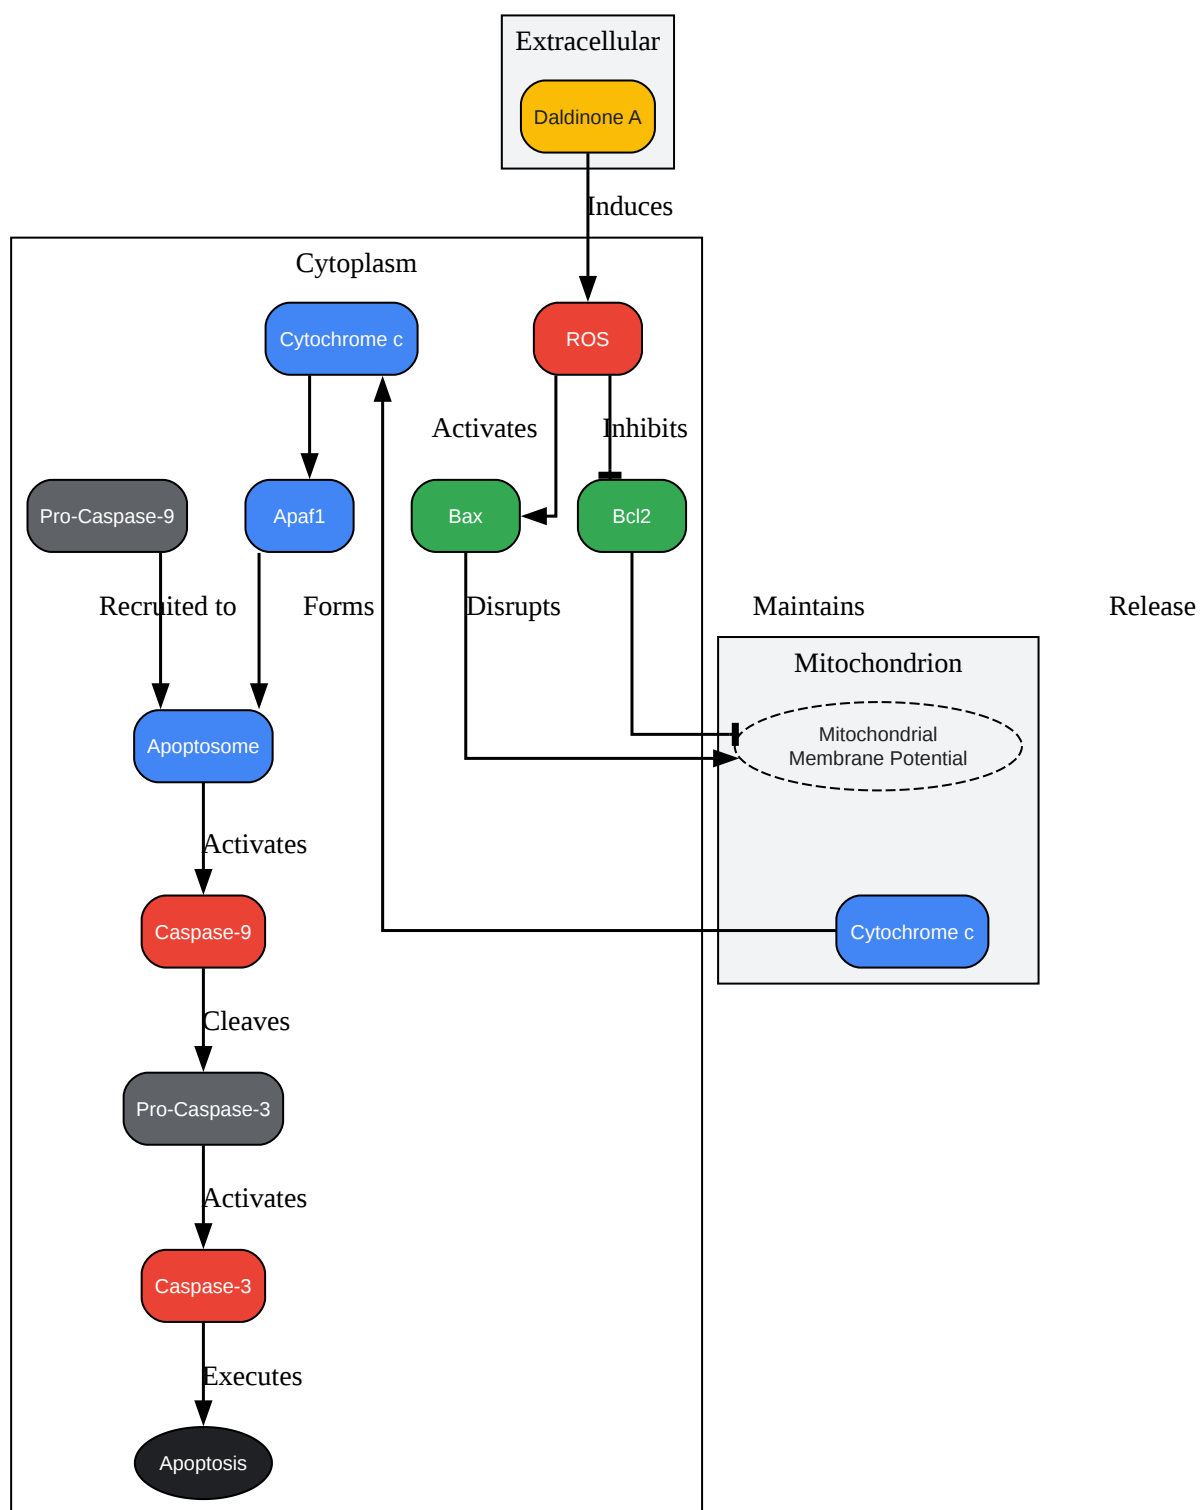 Extracellular
Daldinone A
Induces
Cytoplasm
Cytochrome c
ROS
Activates
Inhibits
Pro-Caspase-9
Apaf1
Bax
Bcl2
Recruited to
Forms
Disrupts
Maintains
Release
Mitochondrion
Mitochondrial
Membrane Potential
Apoptosome
Activates
Caspase-9
Cytochrome c
Cleaves
Pro-Caspase-3
Activates
Caspase-3
Executes
Apoptosis